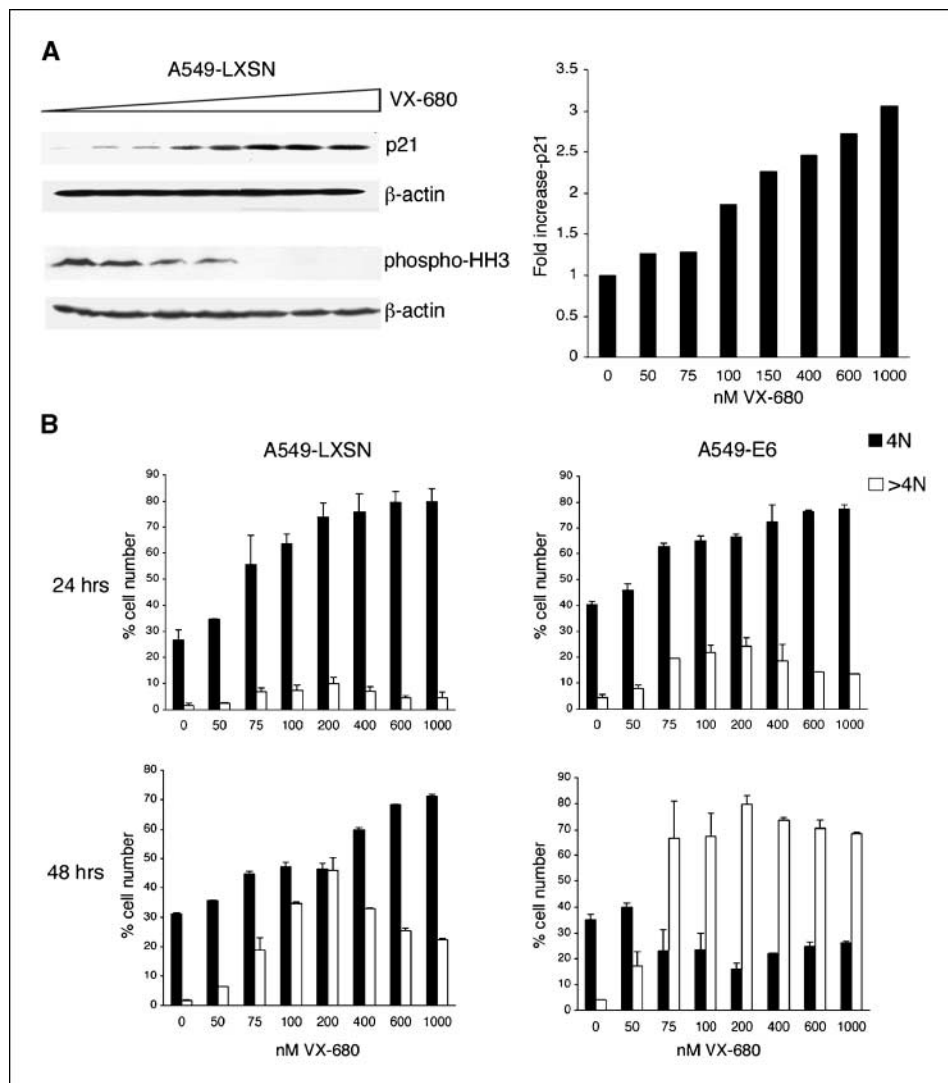 A
A549-LXSN
VX-680
p21
β-actin
phospho-HH3
β-actin
Fold increase-p21
3.5
3
2.5
2
1.5
1
0.5
0
0 50 75 100 150 400 600 1000
nM VX-680
B
4N
>4N
24 hrs
A549-LXSN
% cell number
90
80
70
60
50
40
30
20
10
0
0 50 75 100 200 400 600 1000
A549-E6
% cell number
90
80
70
60
50
40
30
20
10
0
0 50 75 100 200 400 600 1000
48 hrs
% cell number
80
70
60
50
40
30
20
10
0
0 50 75 100 200 400 600 1000
nM VX-680
% cell number
90
80
70
60
50
40
30
20
10
0
0 50 75 100 200 400 600 1000
nM VX-680